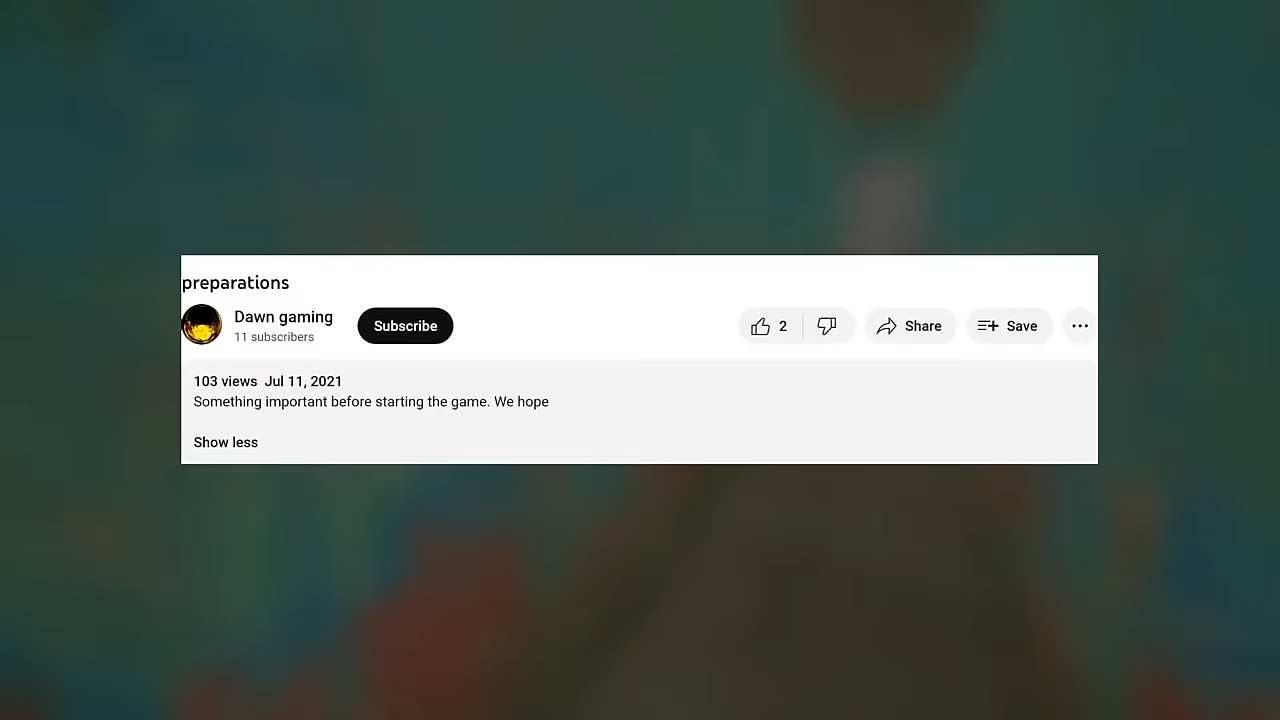 preparations
Dawn gaming
11 subscribers
Subscribe
2
Share
Save
103 views Jul 11, 2021
Something important before starting the game. We hope
Show less